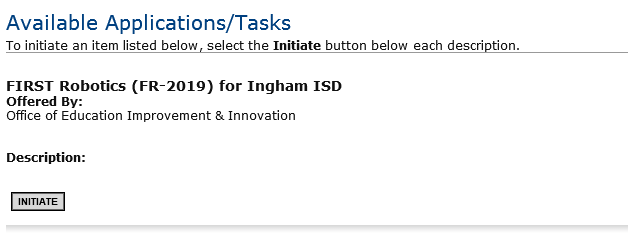 Available Applications/Tasks
To initiate an item listed below, select the Initiate button below each description.
FIRST Robotics (FR-2019) for Ingham ISD
Offered By:
Office of Education Improvement & Innovation
Description:
INITIATE